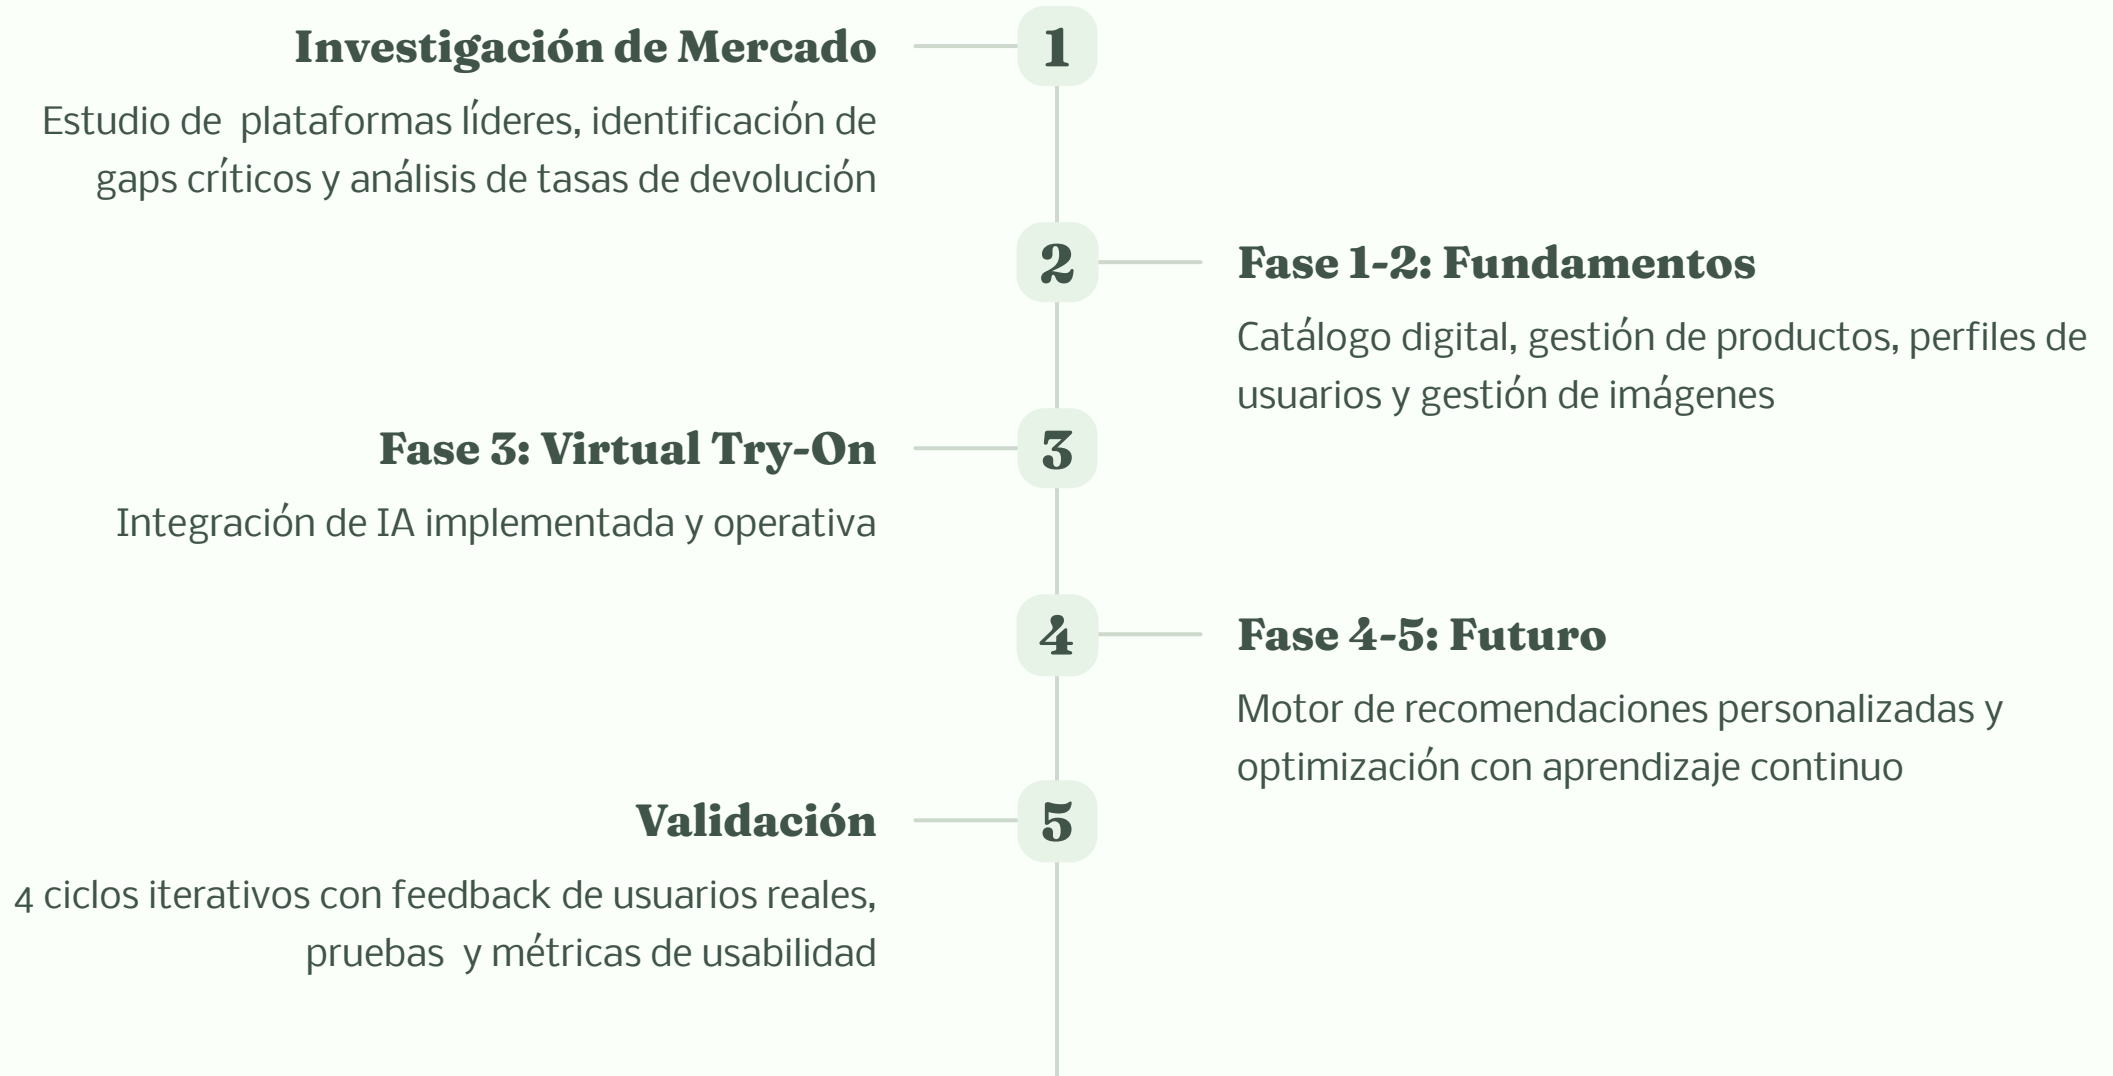 Investigación de Mercado
1
Estudio de  plataformas líderes, identificación de
gaps críticos y análisis de tasas de devolución
2
Fase 1-2: Fundamentos
Catálogo digital, gestión de productos, perfiles de
usuarios y gestión de imágenes
Fase 3: Virtual Try-On
3
Integración de IA implementada y operativa
4
Fase 4-5: Futuro
Motor de recomendaciones personalizadas y
optimización con aprendizaje continuo
Validación
5
4 ciclos iterativos con feedback de usuarios reales,
pruebas  y métricas de usabilidad